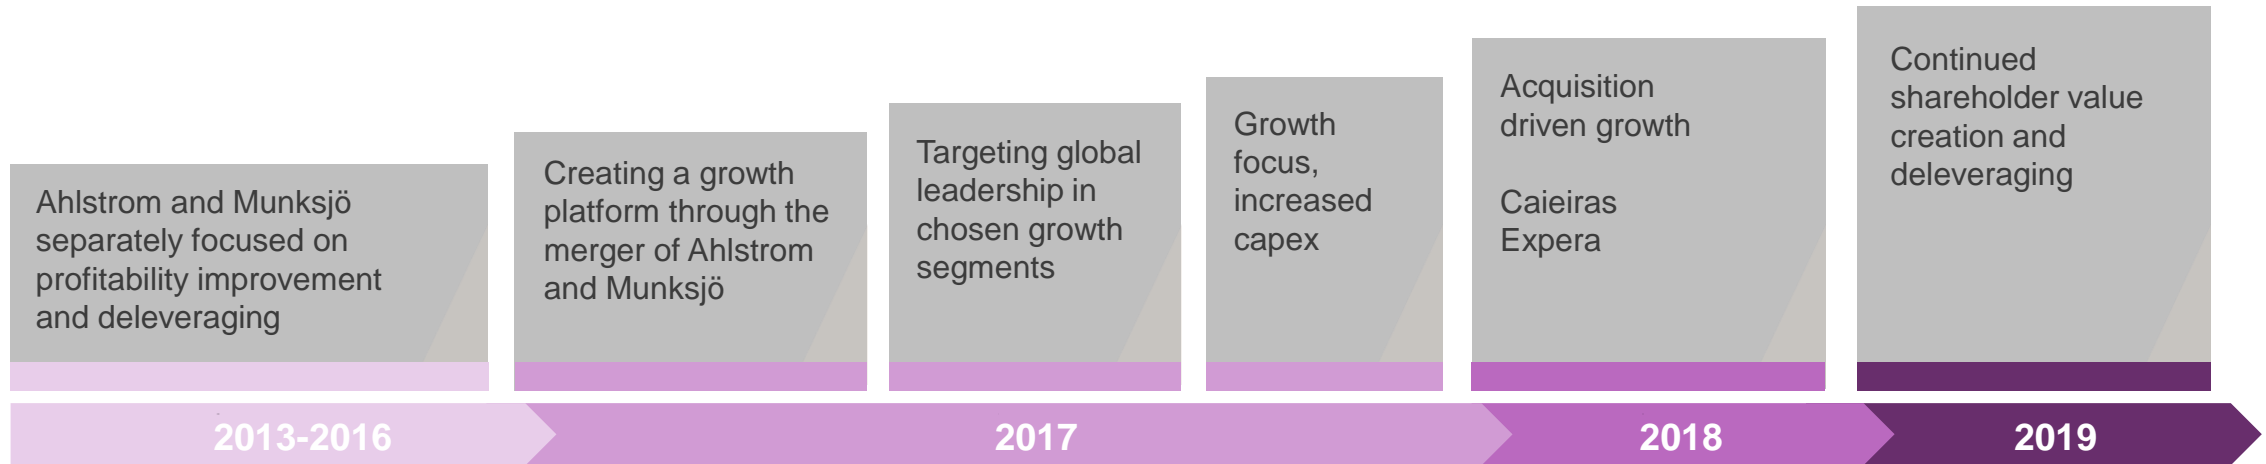 Ahlstrom and Munksjö
separately focused on
profitability improvement
and deleveraging
Creating a growth
platform through the
merger of Ahlstrom
and Munksjö
Targeting global
leadership in
chosen growth
segments
Growth
focus,
increased
capex
Acquisition
driven growth
Caieiras
Expera
Continued
shareholder value
creation and
deleveraging
2013-2016
2017
2018
2019